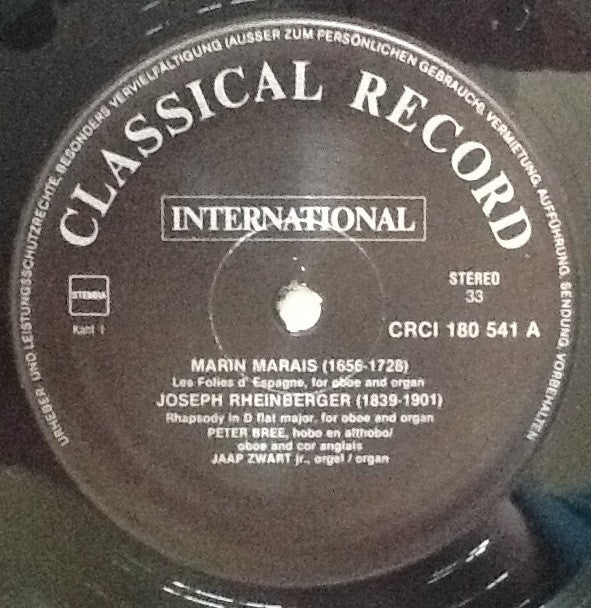 URHEBER UND LEISTUNGSSCHUTZRECHTE, BESONDERS VERVIELFÄLTIGUNG (AUSSER ZUM PERSÖNLICHEN GEBRAUCH), VERMIETUNG, AUFFÜHRUNG, SENDUNG, VORBEHALTEN
CLASSICAL RECORD
INTERNATIONAL
STEMRA
Kant 1
STEREO
33
CRCI 180 541 A
MARIN MARAIS (1656-1728)
Les Folies d' Espagne, for oboe and organ
JOSEPH RHEINBERGER (1839-1901)
Rhapsody in D flat major, for oboe and organ
PETER BREE, hobo en althobo/
oboe and cor anglais
JAAP ZWART jr., orgel / organ